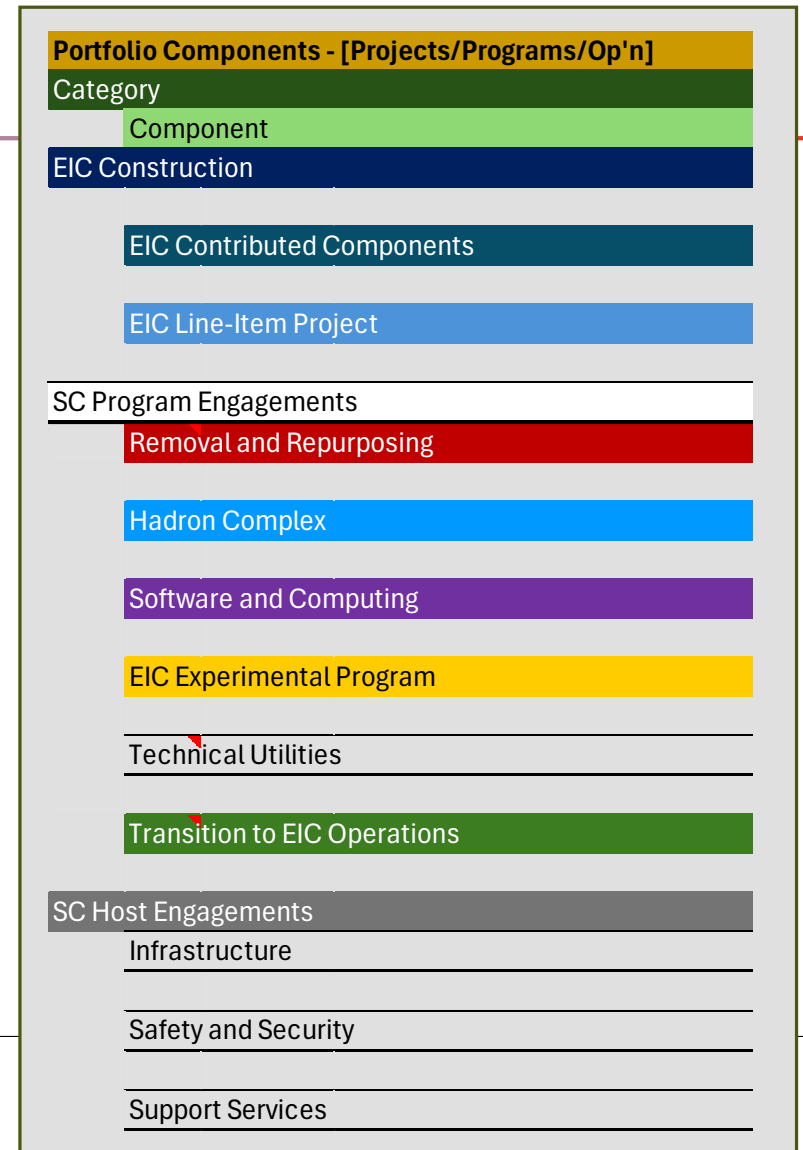 Portfolio Components - [Projects/Programs/Op'n]
Category
Component
EIC Construction
EIC Contributed Components
EIC Line-Item Project
SC Program Engagements
Removal and Repurposing
Hadron Complex
Software and Computing
EIC Experimental Program
Technical Utilities
Transition to EIC Operations
SC Host Engagements
Infrastructure
Safety and Security
Support Services